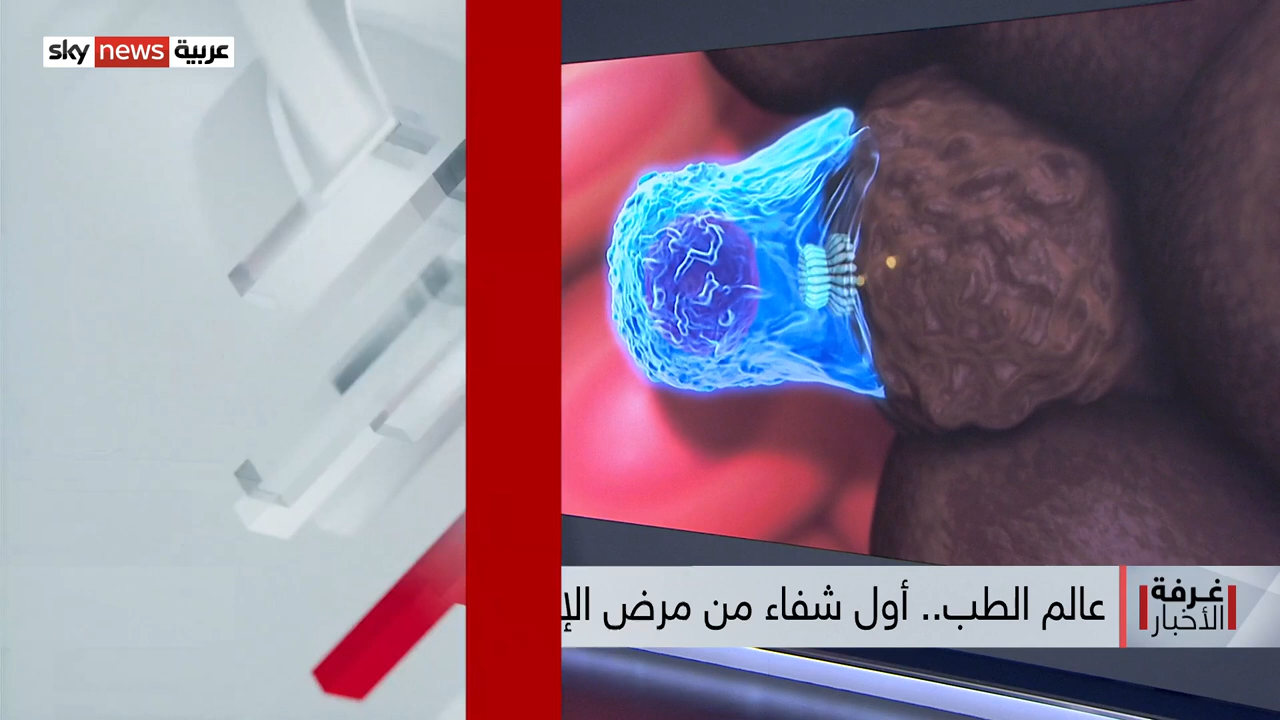 sky news عربية
عالم الطب.. أول شفاء من مرض
غرفة
الأخبار